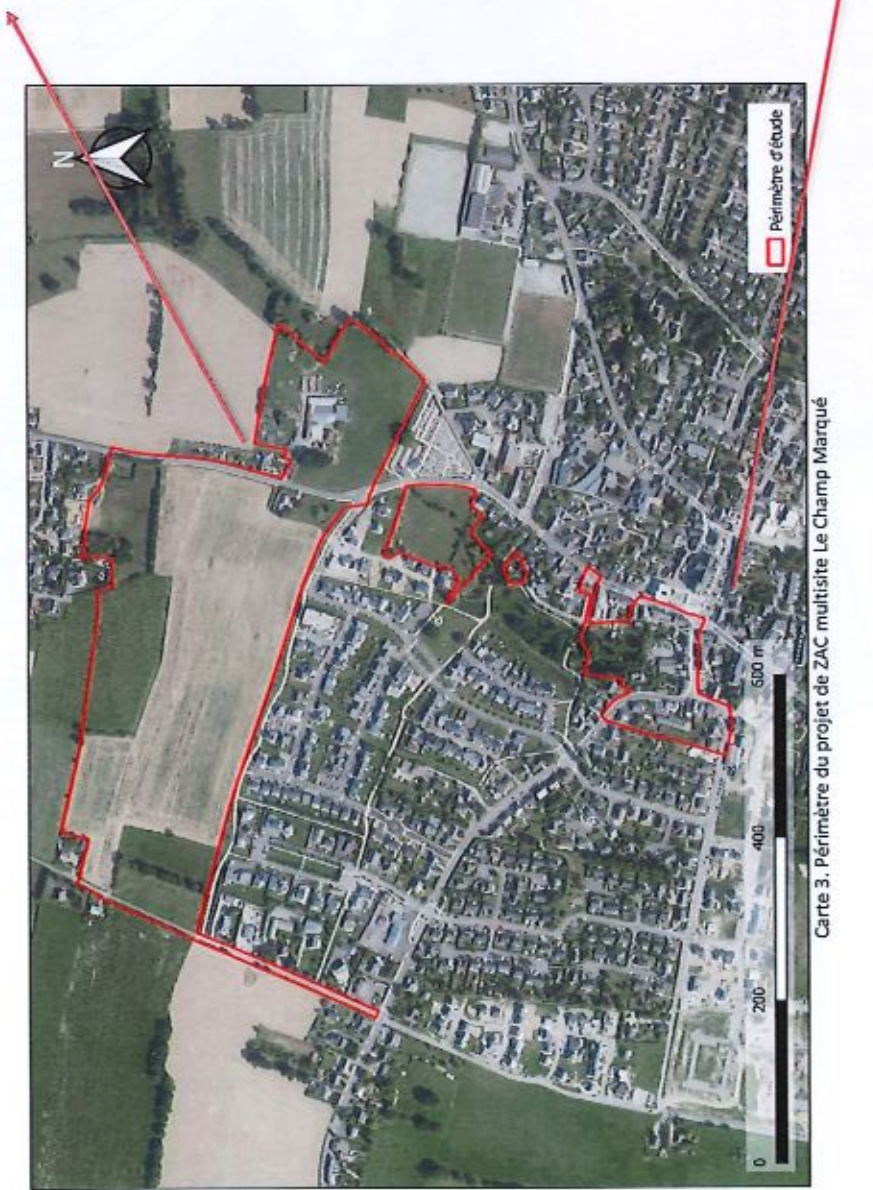 N
Périmètre d'étude
0 200 400 600 m
Carte 3. Périmètre du projet de ZAC multisite Le Champ Marqué